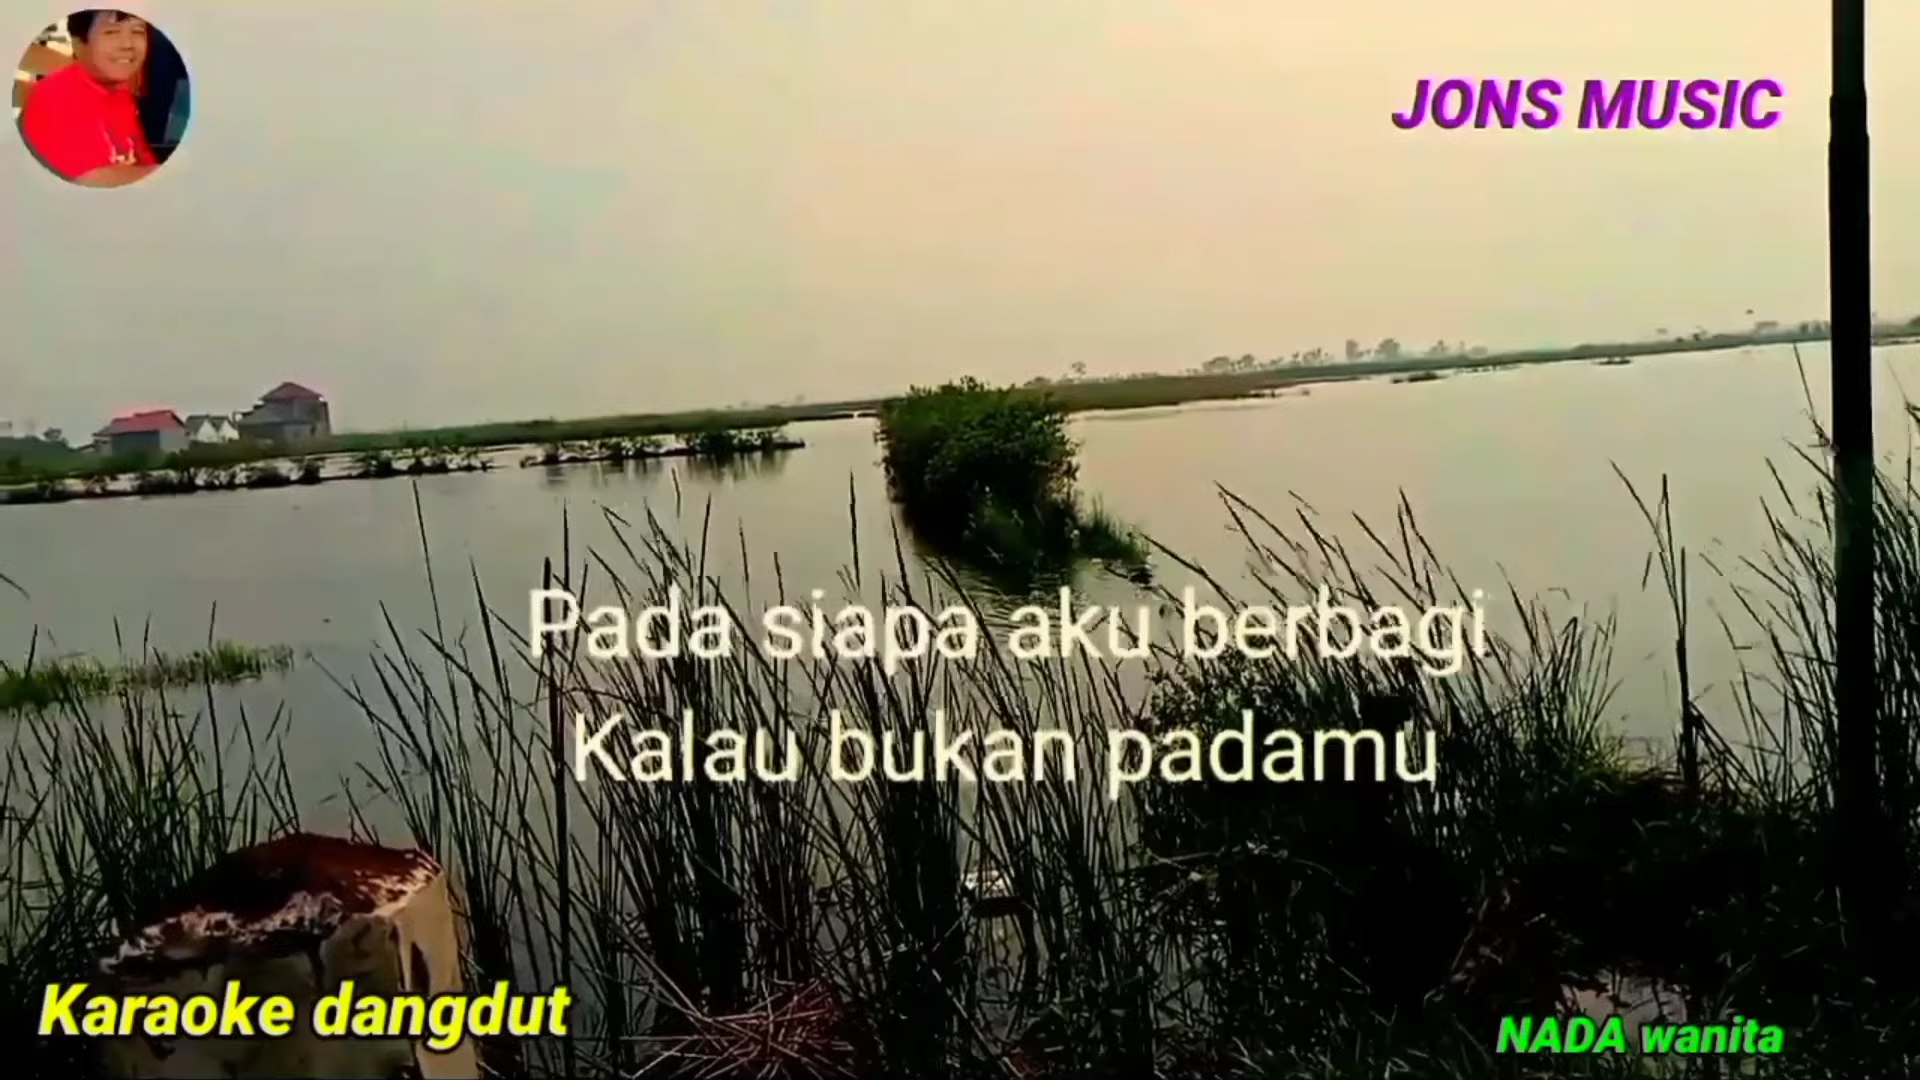 JONS MUSIC
Pada siapa aku berbagi
Kalau bukan padamu
Karaoke dangdut
NADA wanita